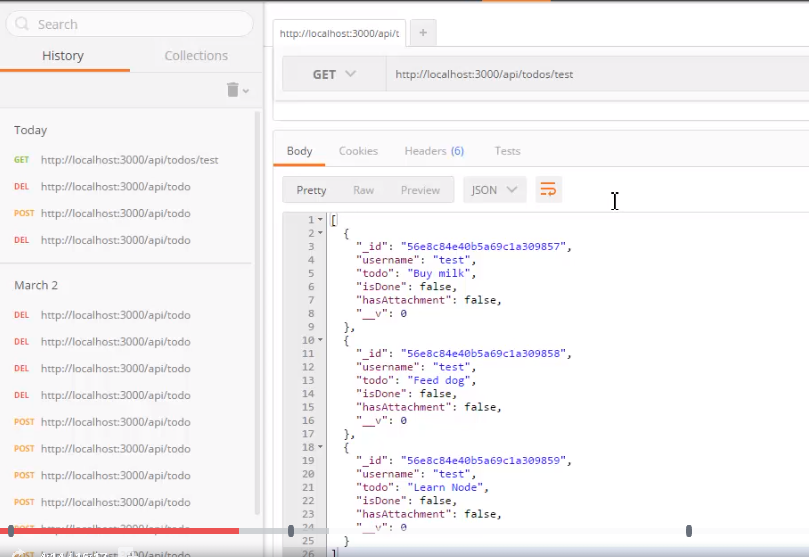 Search
History
Collections
Today
GET http://localhost:3000/api/todos/test
DEL http://localhost:3000/api/todo
POST http://localhost:3000/api/todo
DEL http://localhost:3000/api/todo
March 2
DEL http://localhost:3000/api/todo
DEL http://localhost:3000/api/todo
DEL http://localhost:3000/api/todo
DEL http://localhost:3000/api/todo
POST http://localhost:3000/api/todo
POST http://localhost:3000/api/todo
POST http://localhost:3000/api/todo
POST http://localhost:3000/api/todo
POST http://localhost:3000/api/todo
http://localhost:3000/api/t
+
GET http://localhost:3000/api/todos/test
Body Cookies Headers (6) Tests
Pretty Raw Preview JSON
1 [
2 {
3 "_id": "56e8c84e40b5a69c1a309857",
4 "username": "test",
5 "todo": "Buy milk",
6 "isDone": false,
7 "hasAttachment": false,
8 "__v": 0
9 },
10 {
11 "_id": "56e8c84e40b5a69c1a309858",
12 "username": "test",
13 "todo": "Feed dog",
14 "isDone": false,
15 "hasAttachment": false,
16 "__v": 0
17 },
18 {
19 "_id": "56e8c84e40b5a69c1a309859",
20 "username": "test",
21 "todo": "Learn Node",
22 "isDone": false,
23 "hasAttachment": false,
24 "__v": 0
25 }
26 ]